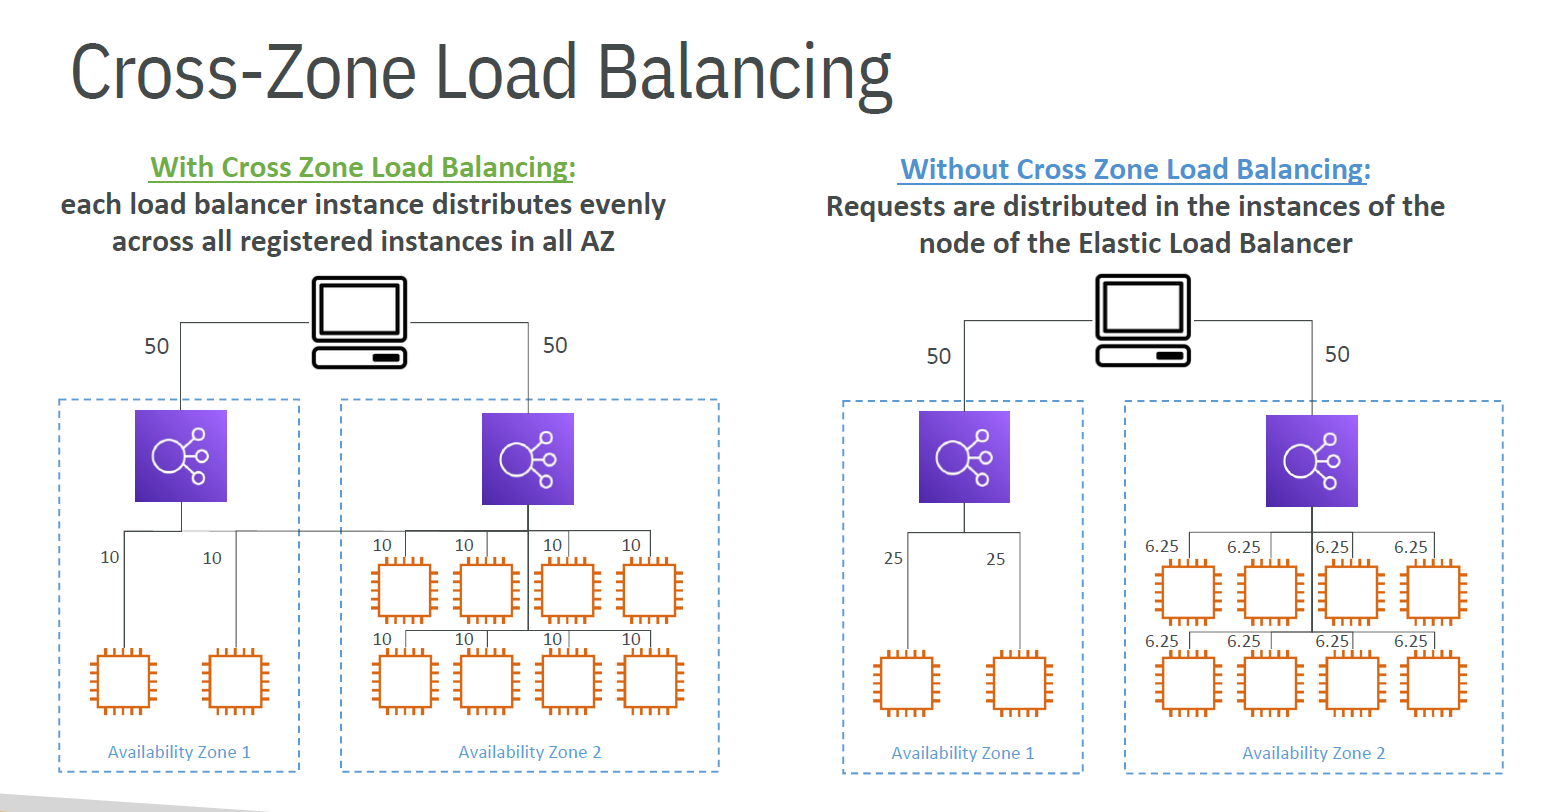 Cross-Zone Load Balancing
With Cross Zone Load Balancing:
each load balancer instance distributes evenly
across all registered instances in all AZ
50
50
10
10
10
10
10
10
10
10
10
10
Availability Zone 1
Availability Zone 2
Without Cross Zone Load Balancing:
Requests are distributed in the instances of the
node of the Elastic Load Balancer
50
50
25
25
6.25
6.25
6.25
6.25
6.25
6.25
6.25
6.25
Availability Zone 1
Availability Zone 2